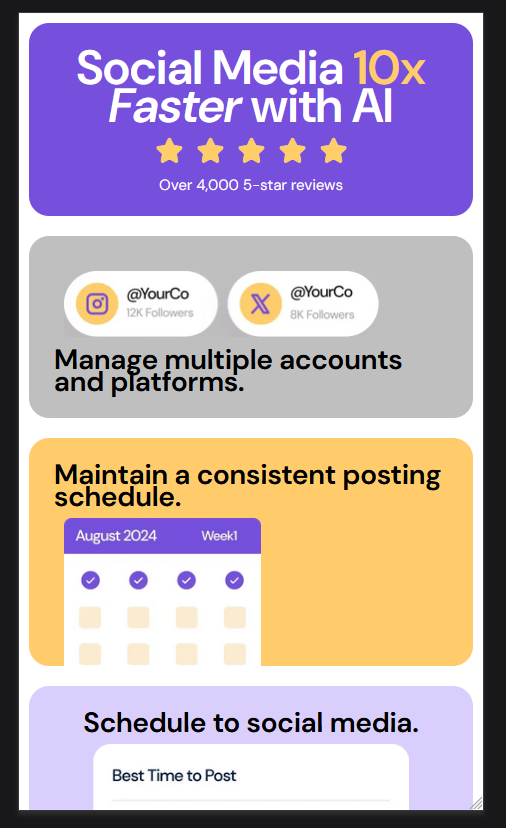 Social Media 10x
Faster with AI
Over 4,000 5-star reviews
@YourCo
12K Followers
@YourCo
8K Followers
Manage multiple accounts
and platforms.
Maintain a consistent posting
schedule.
August 2024 Week1
Schedule to social media.
Best Time to Post